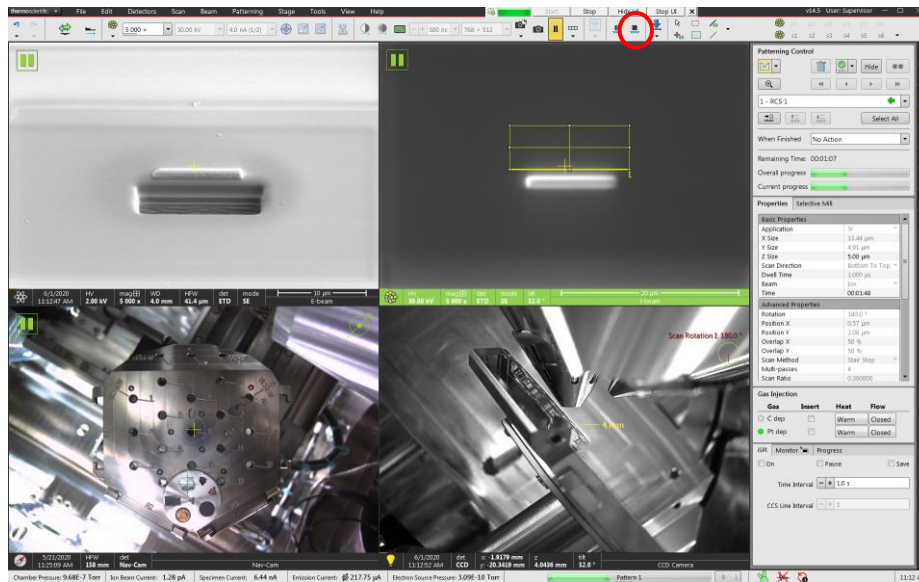 thermoscientific File Edit Detectors Scan Beam Patterning Stage Tools View Help
Start Stop Hide UI Stop UI X
v14.5 User: Supervisor
5 000 × 30.00 kV 4.0 nA (1/2) 500 ns 768 × 512
s1 s2 s3 s4 s5 s6
Patterning Control
Hide
1 - RCS 1
Select All
When Finished No Action
Remaining Time: 00:01:07
Overall progress
Current progress
Properties Selective Mill
Basic Properties
Application Si
X Size 13.44 µm
Y Size 4.91 µm
Z Size 5.00 µm
Scan Direction Bottom To Top
Dwell Time 1.000 µs
Beam Ion
Time 00:01:48
Advanced Properties
Rotation 180.0 °
Position X 0.57 µm
Position Y 2.08 µm
Overlap X 50 %
Overlap Y 50 %
Scan Method Stair Step
Multi-passes 4
Scan Ratio 0.300000
Gas Injection
Gas Insert Heat Flow
C dep Warm Closed
Pt dep Warm Closed
iSPI Monitor Progress
On Pause Save
Time Interval 1.0 s
CCS Line Interval 1
6/1/2020 HV mag WD HFW det mode 10 µm
11:12:47 AM 2.00 kV 5 000 x 4.0 mm 41.4 µm ETD SE E-beam
HV mag det mode tilt 20 µm
30.00 kV 5 000 x ETD SE 52.0 ° I-beam
Scan Rotation I: 180.0 °
4 mm
5/21/2020 HFW det
11:25:09 AM 158 mm Nav-Cam Nav-Cam
6/1/2020 det x: -1.9179 mm z tilt
11:12:52 AM CCD y: -20.3419 mm 4.0436 mm 52.0 ° CCD Camera
Chamber Pressure: 9.68E-7 Torr Ion Beam Current: 1.28 pA Specimen Current: 6.44 nA Emission Current: 217.75 µA Electron Source Pressure: 3.09E-10 Torr Pattern 1